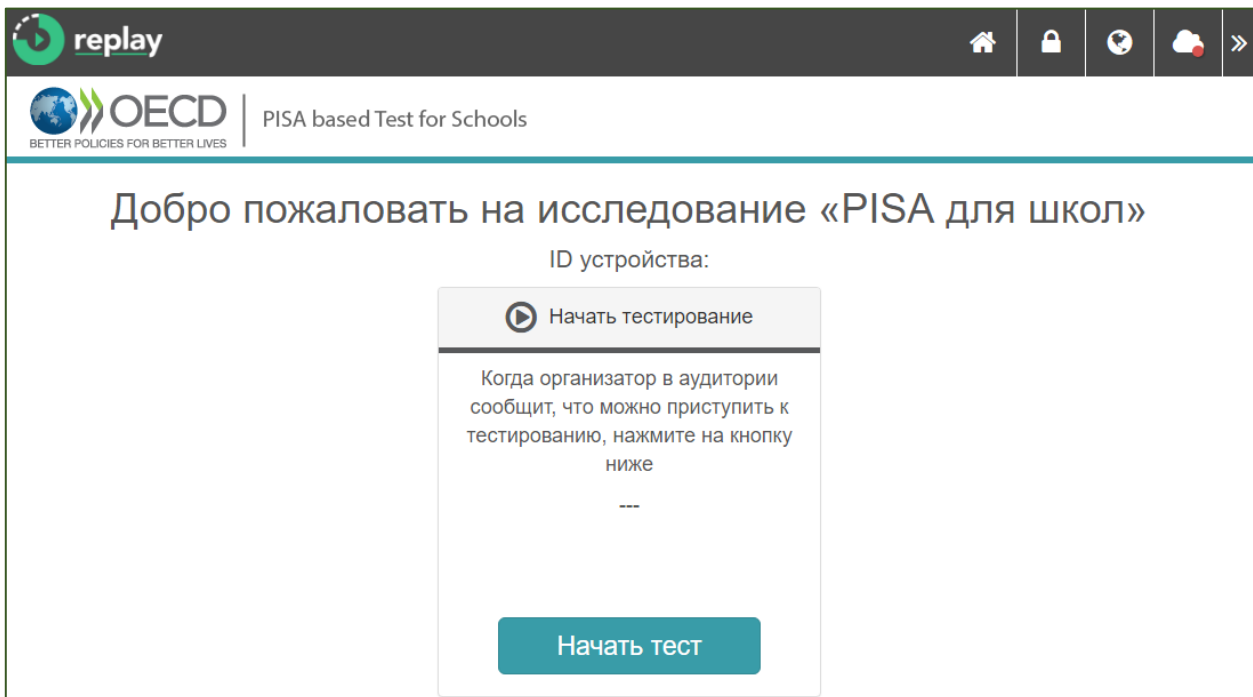 replay
OECD
BETTER POLICIES FOR BETTER LIVES
PISA based Test for Schools
Добро пожаловать на исследование «PISA для школ»
ID устройства:
Начать тестирование
Когда организатор в аудитории
сообщит, что можно приступить к
тестированию, нажмите на кнопку
ниже
---
Начать тест